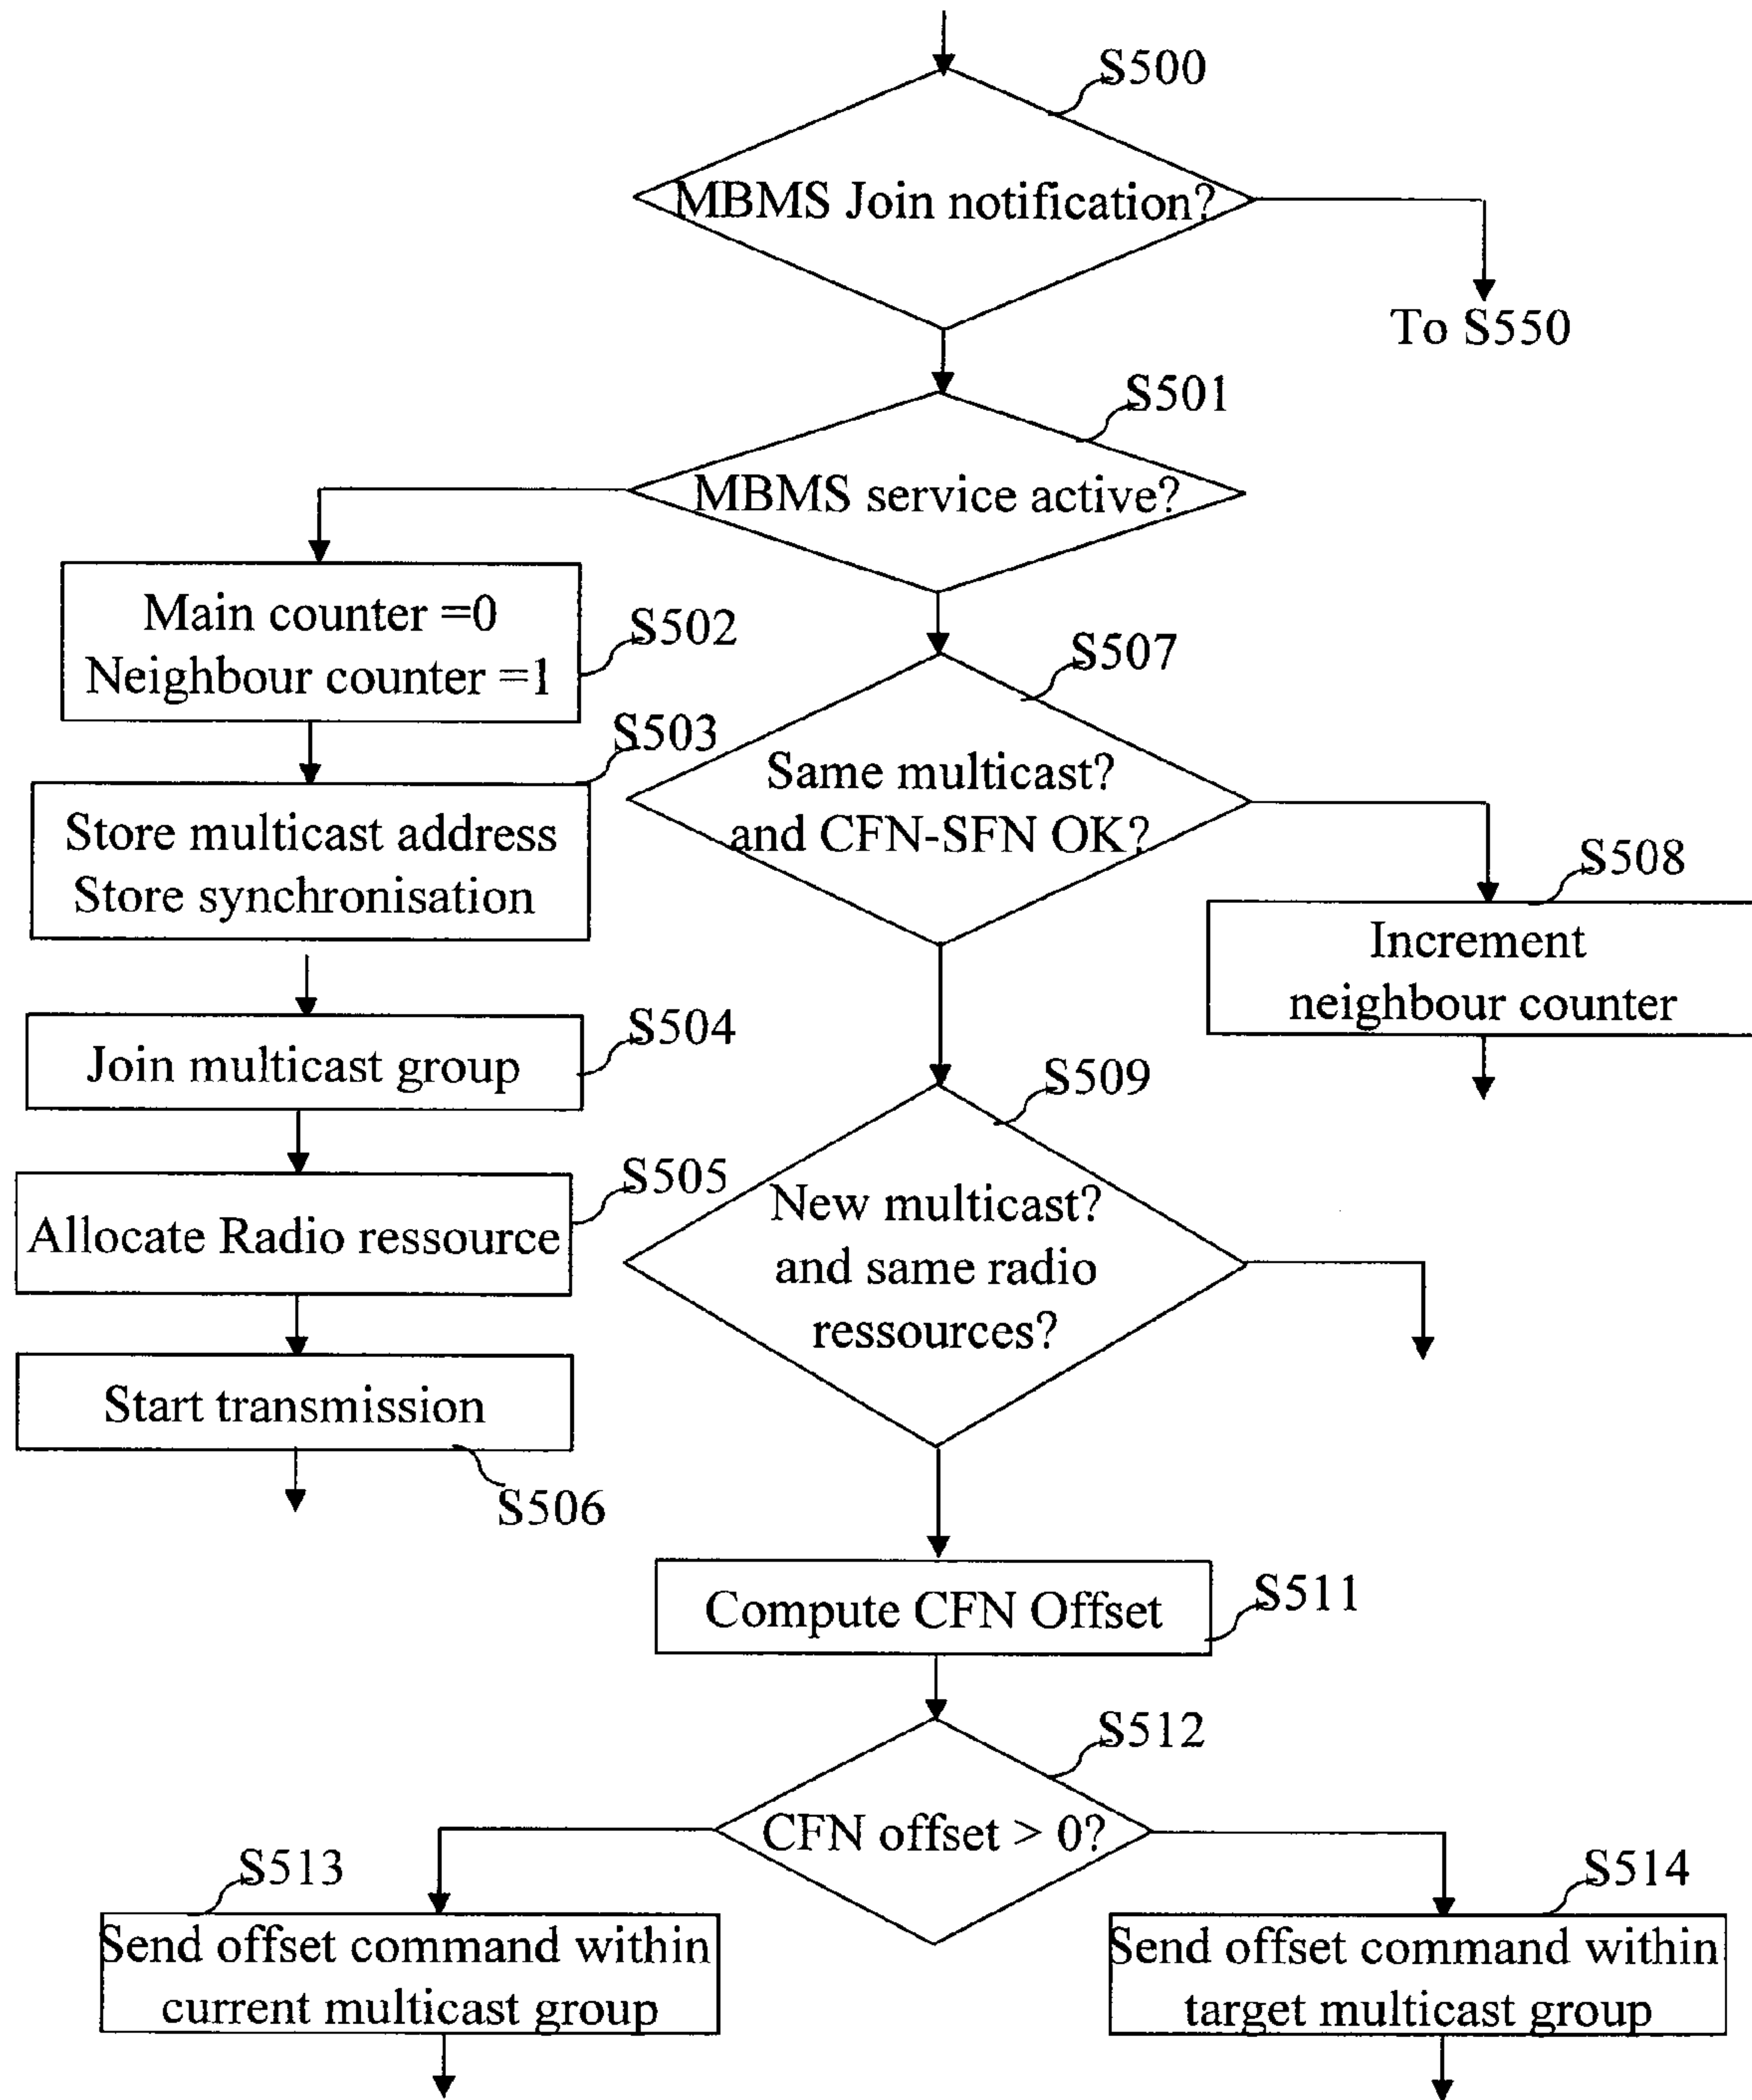 S500
MBMS Join notification?
To S550
S501
MBMS service active?
Main counter =0
Neighbour counter =1
S502
S507
S503
Same multicast?
and CFN-SFN OK?
Store multicast address
Store synchronisation
S508
Increment
neighbour counter
S504
Join multicast group
S509
S505
Allocate Radio ressource
New multicast?
and same radio
ressources?
Start transmission
S506
Compute CFN Offset
S511
S512
CFN offset > 0?
S513
Send offset command within
current multicast group
S514
Send offset command within
target multicast group